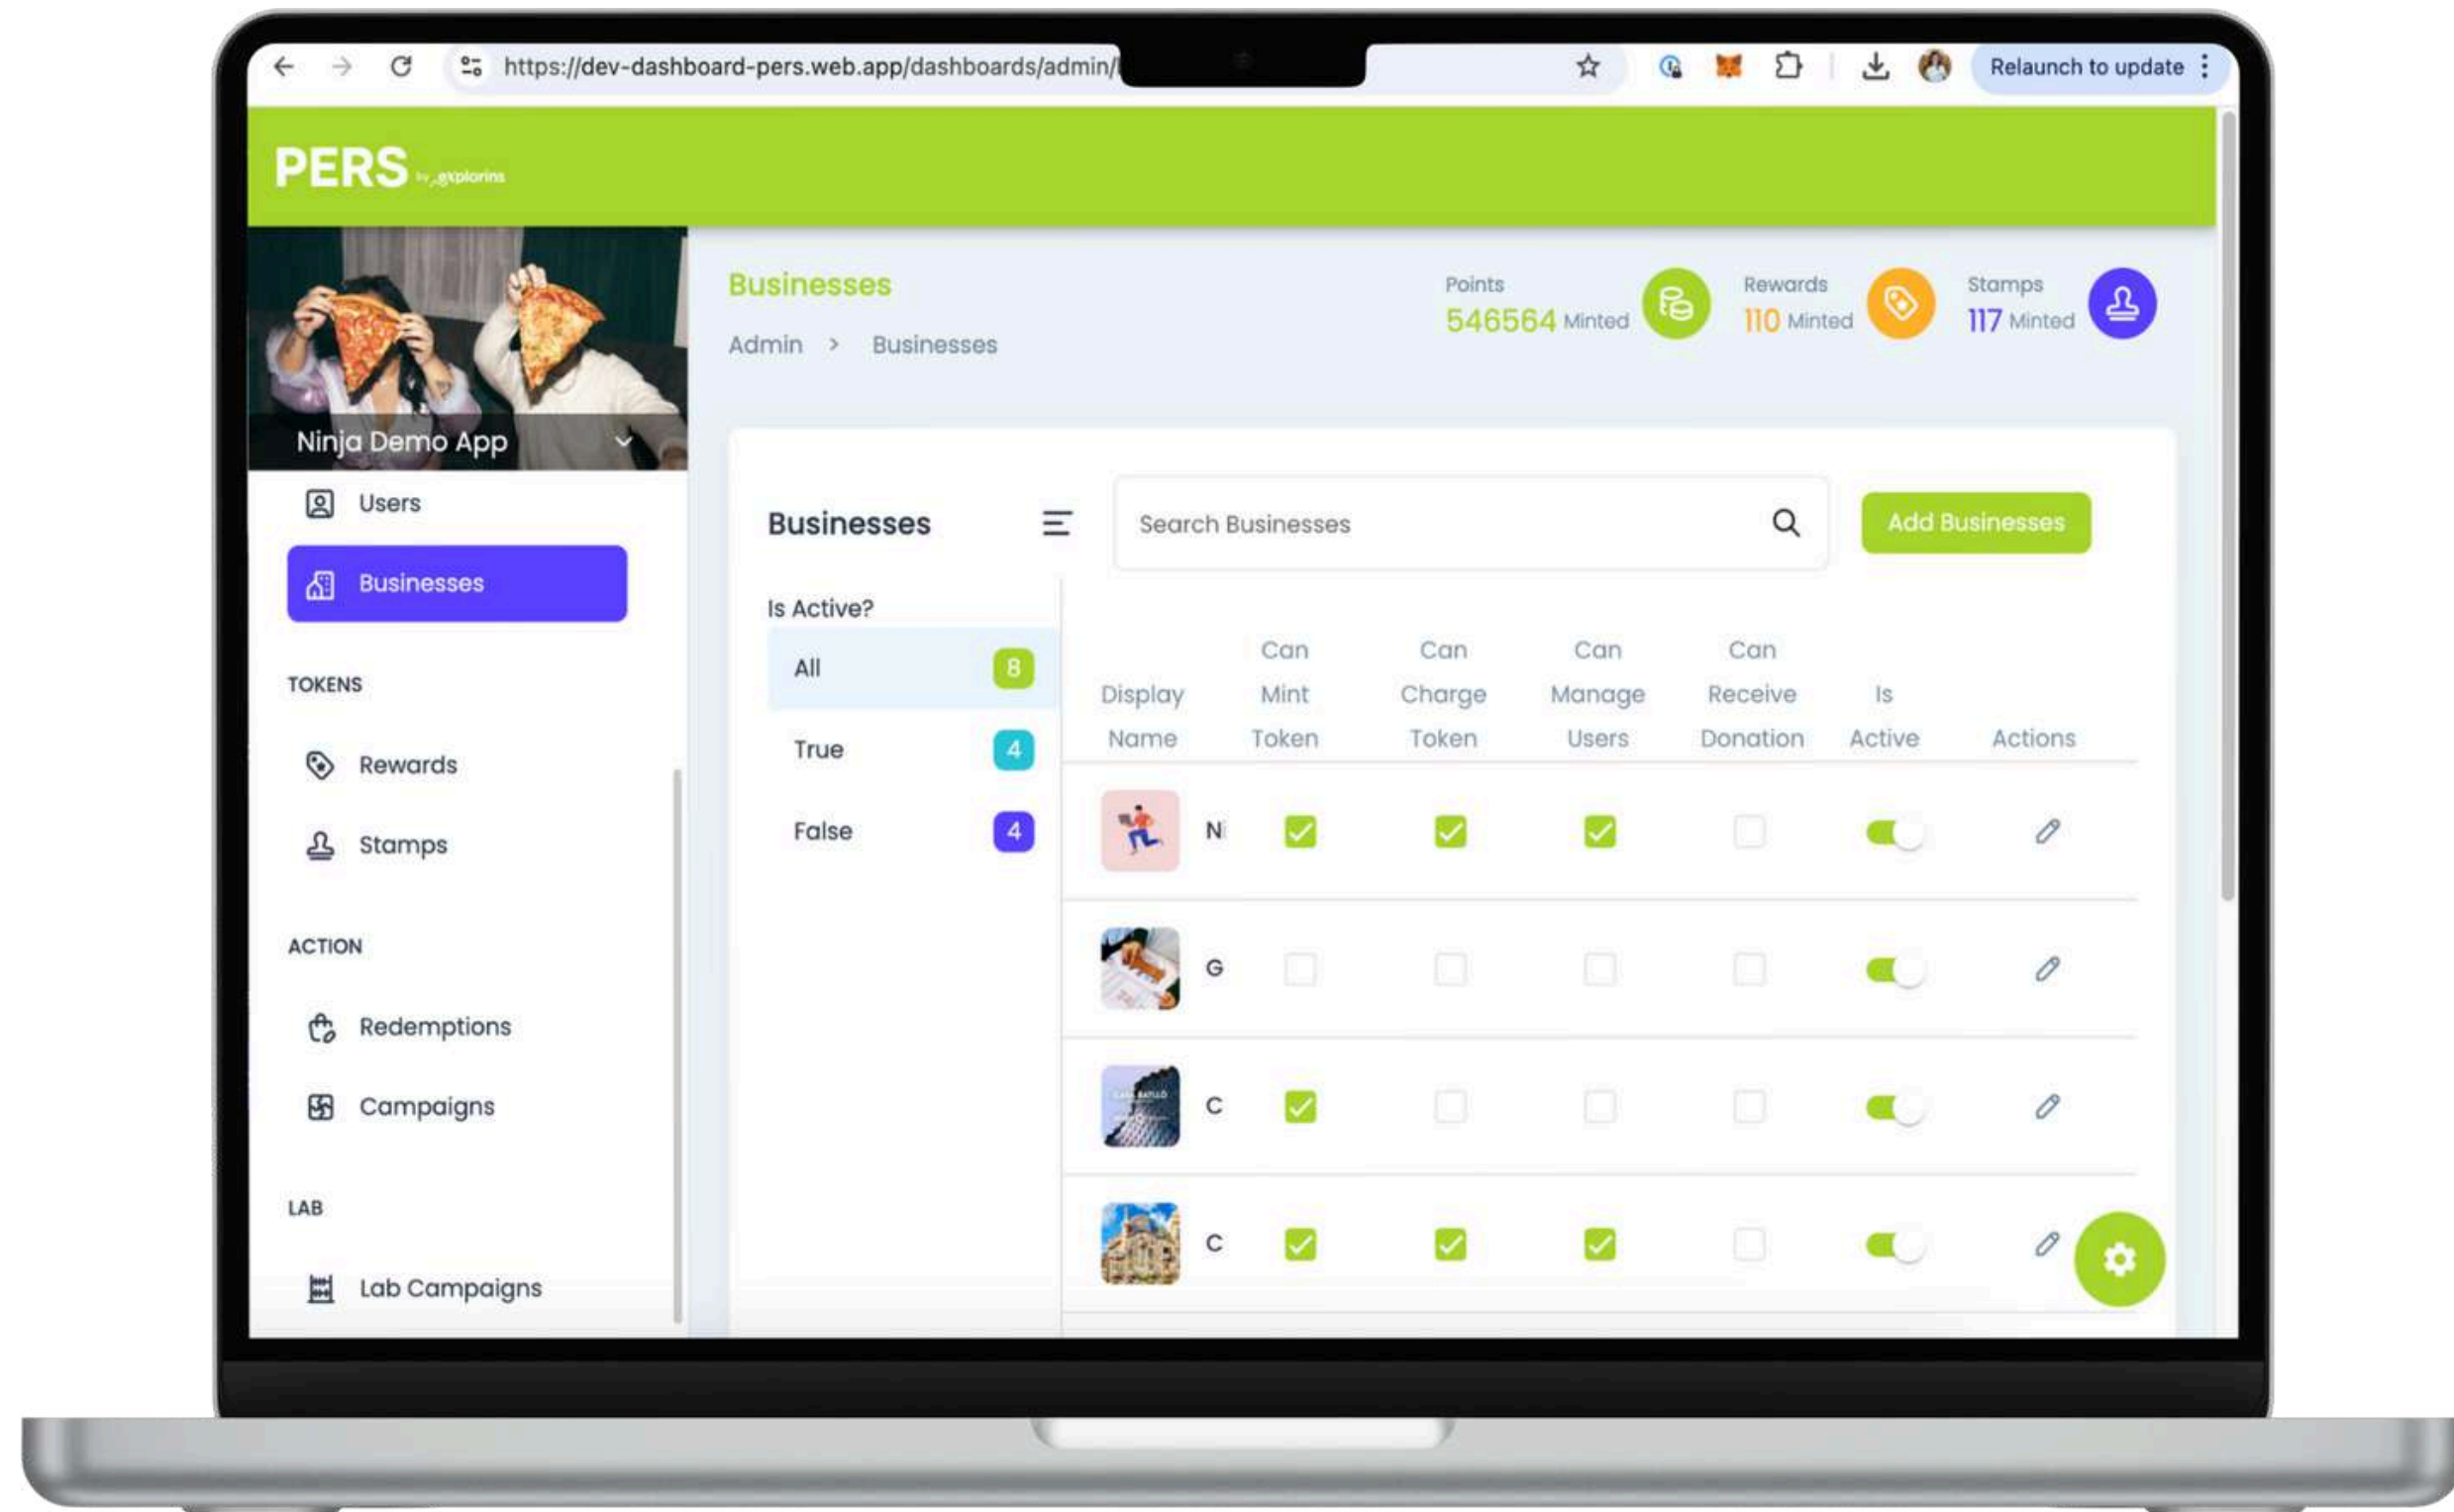 https://dev-dashboard-pers.web.app/dashboards/admin/
Relaunch to update
PERS by explorins
Ninja Demo App
Users
Businesses
TOKENS
Rewards
Stamps
ACTION
Redemptions
Campaigns
LAB
Lab Campaigns
Businesses
Admin > Businesses
Points
546564 Minted
Rewards
110 Minted
Stamps
117 Minted
Businesses
Search Businesses
Add Businesses
Is Active?
All 8
True 4
False 4
Display Name
Can Mint Token
Can Charge Token
Can Manage Users
Can Receive Donation
Is Active
Actions
Ni
G
C
C